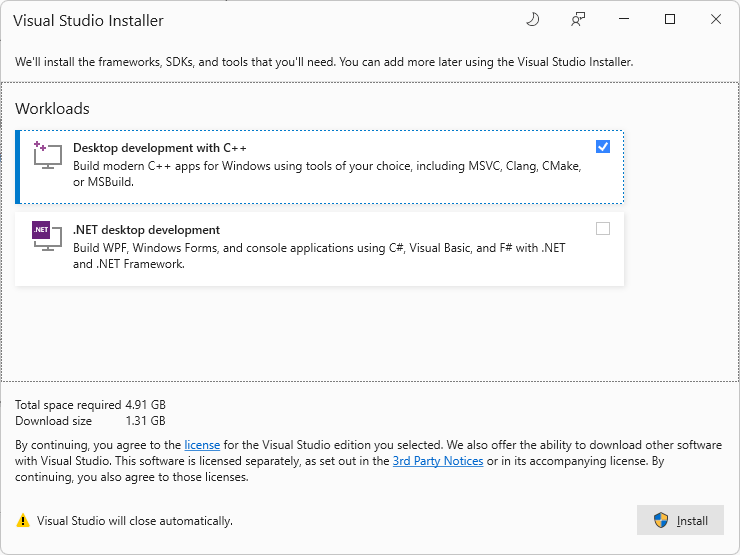 Visual Studio Installer
We'll install the frameworks, SDKs, and tools that you'll need. You can add more later using the Visual Studio Installer.
Workloads
Desktop development with C++
Build modern C++ apps for Windows using tools of your choice, including MSVC, Clang, CMake,
or MSBuild.
.NET
.NET desktop development
Build WPF, Windows Forms, and console applications using C#, Visual Basic, and F# with .NET
and .NET Framework.
Total space required 4.91 GB
Download size 1.31 GB
By continuing, you agree to the license for the Visual Studio edition you selected. We also offer the ability to download other software
with Visual Studio. This software is licensed separately, as set out in the 3rd Party Notices or in its accompanying license. By
continuing, you also agree to those licenses.
Visual Studio will close automatically.
Install